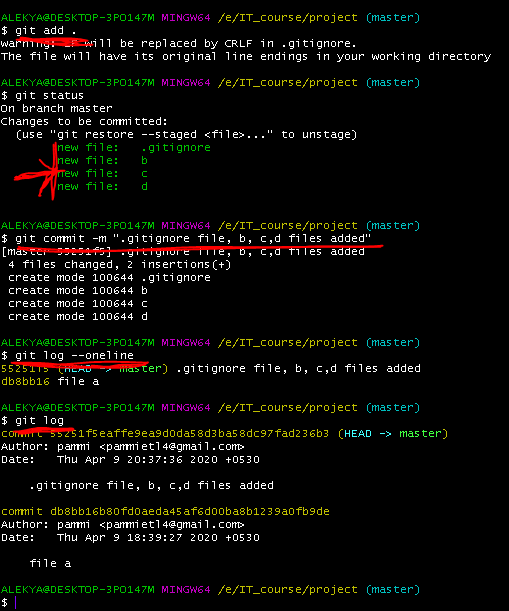 ALEKYA@DESKTOP-3PO147M MINGW64 /e/IT_course/project (master)
$ git add .
warning: LF will be replaced by CRLF in .gitignore.
The file will have its original line endings in your working directory
ALEKYA@DESKTOP-3PO147M MINGW64 /e/IT_course/project (master)
$ git status
On branch master
Changes to be committed:
(use "git restore --staged <file>..." to unstage)
new file: .gitignore
new file: b
new file: c
new file: d
ALEKYA@DESKTOP-3PO147M MINGW64 /e/IT_course/project (master)
$ git commit -m ".gitignore file, b, c,d files added"
[master 55251f5] .gitignore file, b, c,d files added
4 files changed, 2 insertions(+)
create mode 100644 .gitignore
create mode 100644 b
create mode 100644 c
create mode 100644 d
ALEKYA@DESKTOP-3PO147M MINGW64 /e/IT_course/project (master)
$ git log --oneline
55251f5 (HEAD -> master) .gitignore file, b, c,d files added
db8bb16 file a
ALEKYA@DESKTOP-3PO147M MINGW64 /e/IT_course/project (master)
$ git log
commit 55251f5eaffe9ea9d0da58d3ba58dc97fad236b3 (HEAD -> master)
Author: pammi <pammietl4@gmail.com>
Date: Thu Apr 9 20:37:36 2020 +0530
.gitignore file, b, c,d files added
commit db8bb16b80fd0aeda45af6d00ba8b1239a0fb9de
Author: pammi <pammietl4@gmail.com>
Date: Thu Apr 9 18:39:27 2020 +0530
file a
ALEKYA@DESKTOP-3PO147M MINGW64 /e/IT_course/project (master)
$